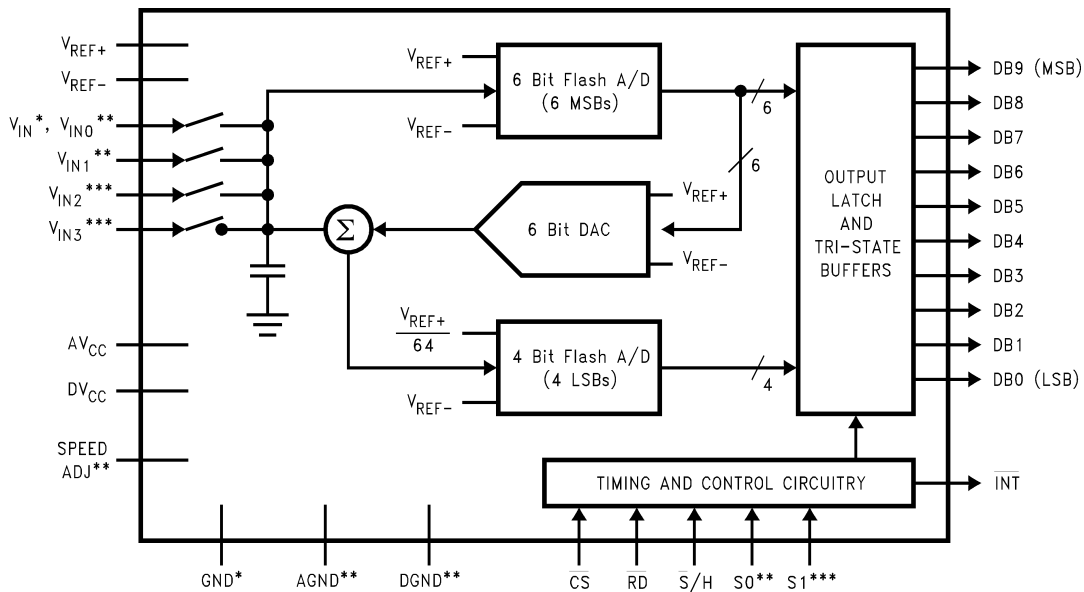 VREF+
VREF-
VIN*, VIN0**
VIN1**
VIN2***
VIN3***
AVCC
DVCC
SPEED
ADJ**
VREF+
VREF-
6 Bit Flash A/D
(6 MSBs)
6
6
Σ
6 Bit DAC
VREF+
VREF-
VREF+
64
VREF-
4 Bit Flash A/D
(4 LSBs)
4
OUTPUT
LATCH
AND
TRI-STATE
BUFFERS
DB9 (MSB)
DB8
DB7
DB6
DB5
DB4
DB3
DB2
DB1
DB0 (LSB)
TIMING AND CONTROL CIRCUITRY
I̅N̅T̅
GND*
AGND**
DGND**
C̅S̅
R̅D̅
S̅/H
S0**
S1***